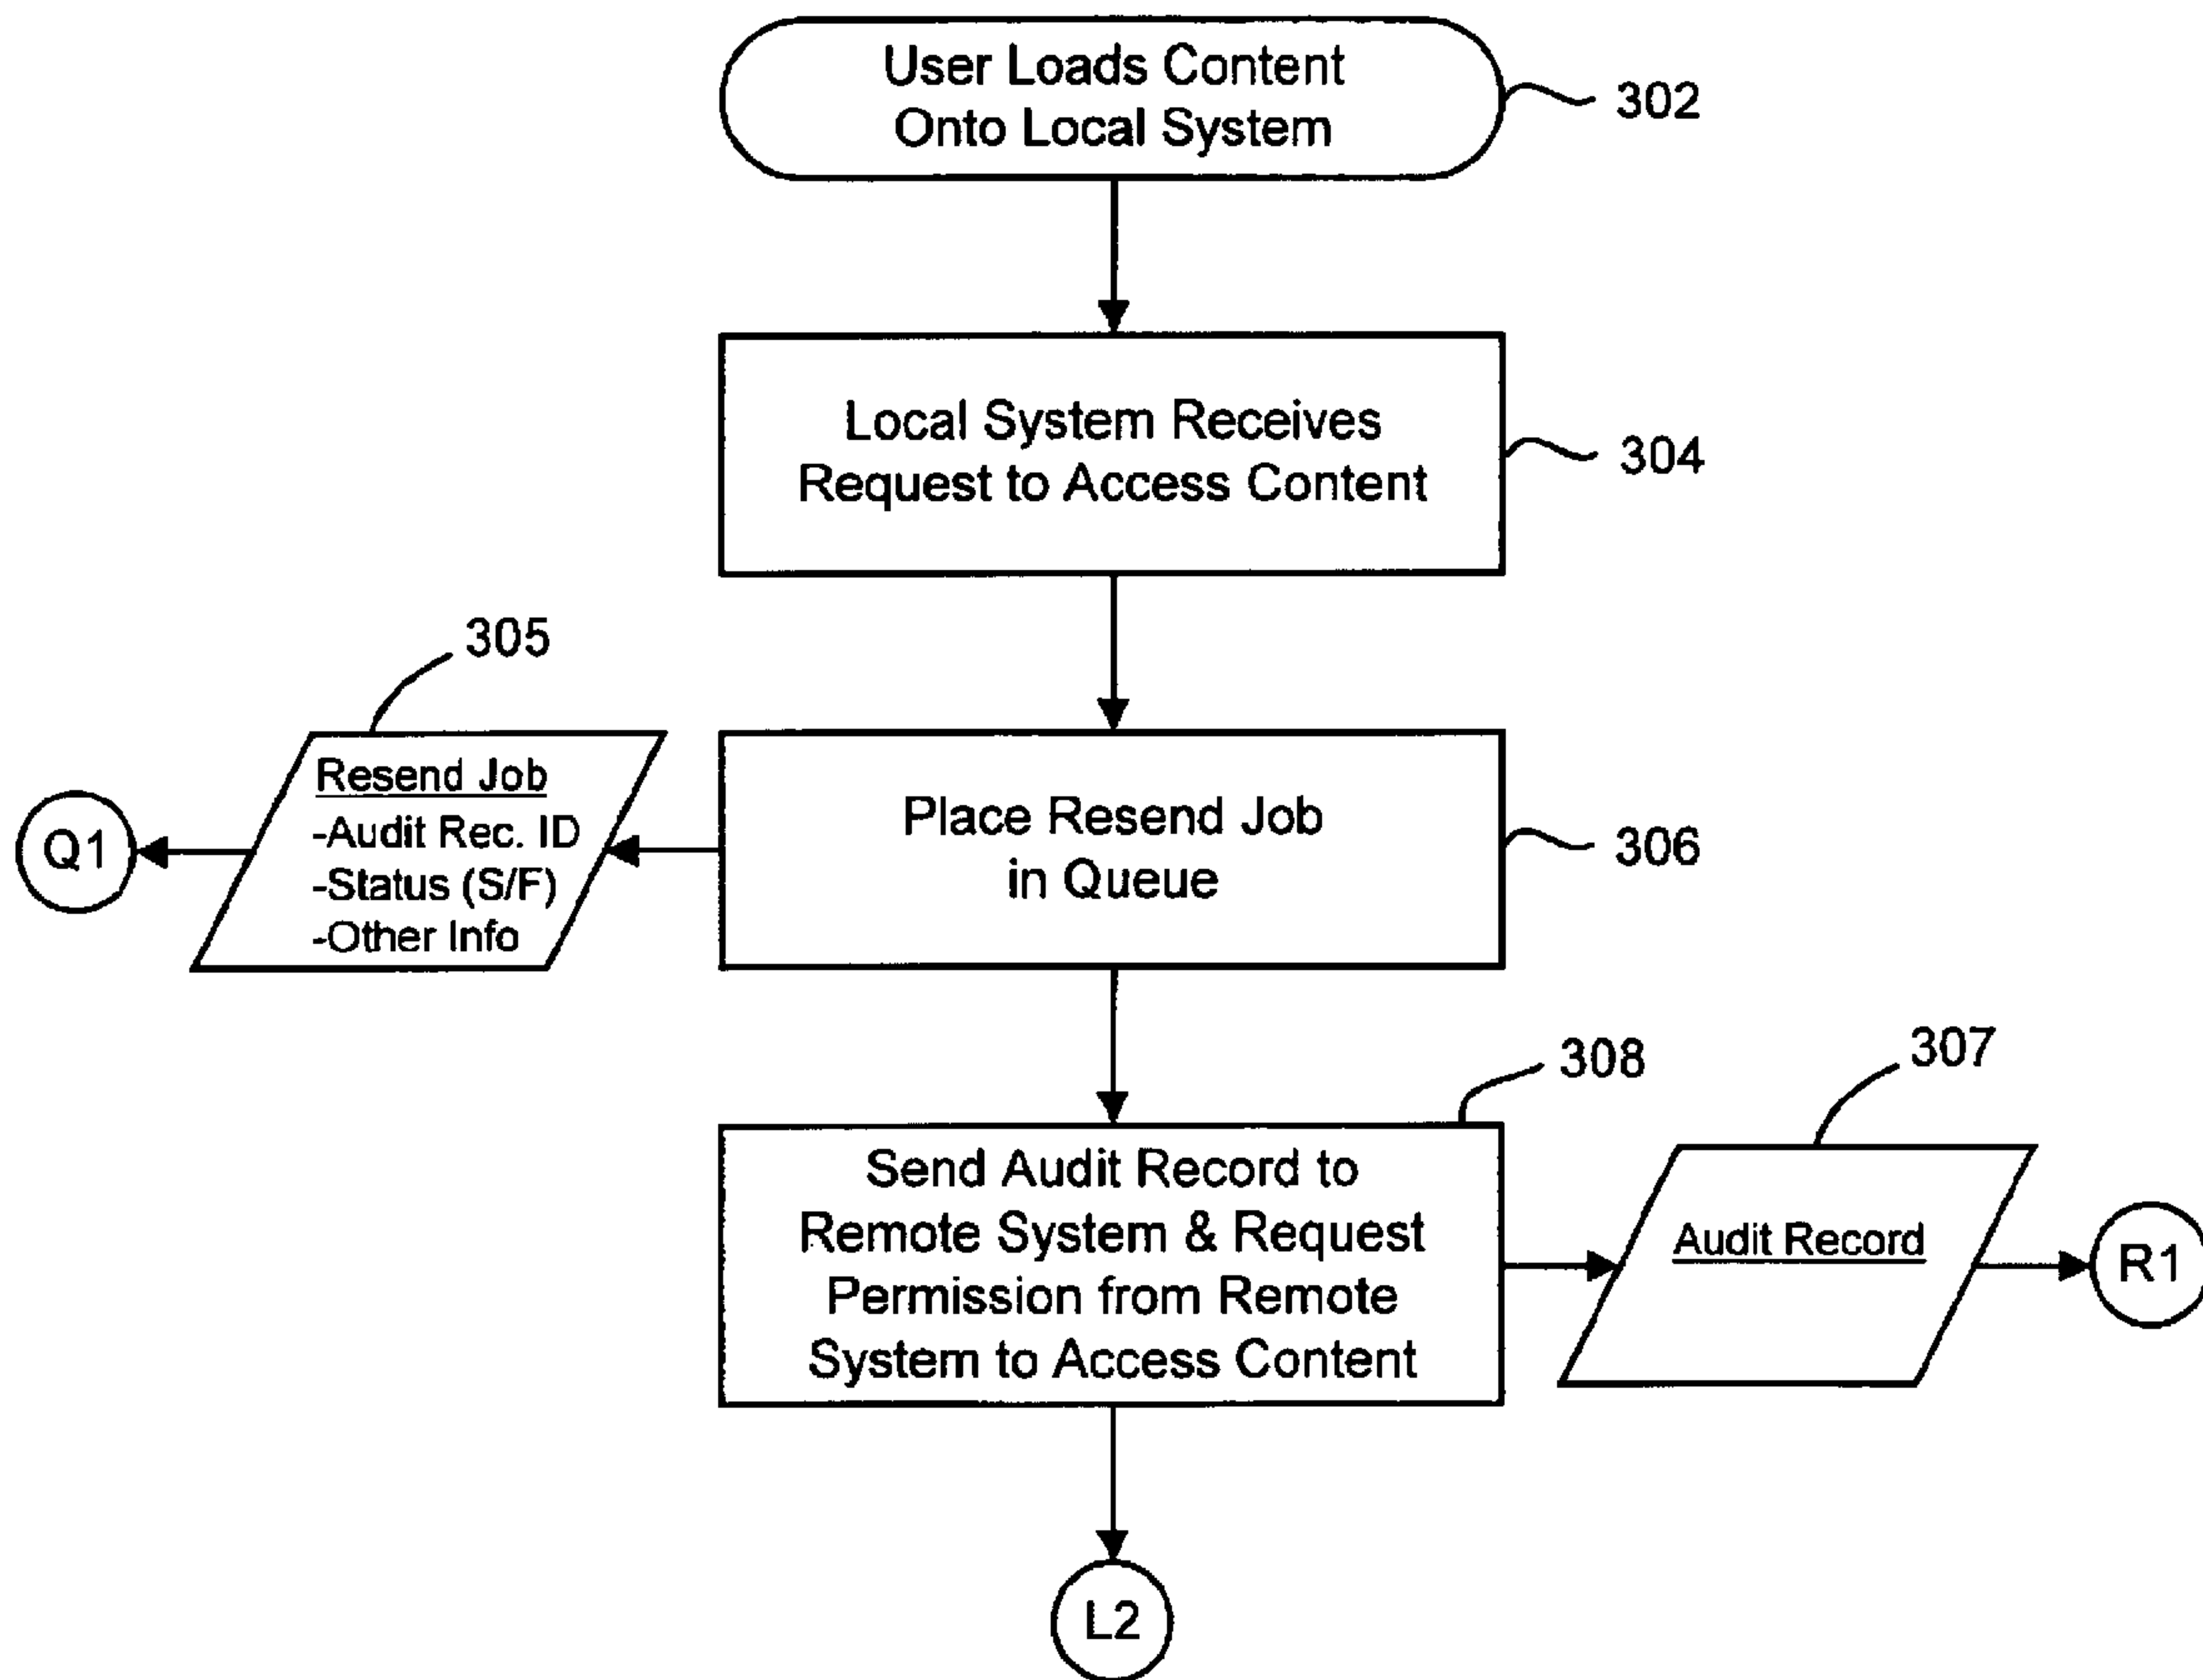 User Loads Content
Onto Local System
302
Local System Receives
Request to Access Content
304
305
Resend Job
-Audit Rec. ID
-Status (S/F)
-Other Info
Q1
Place Resend Job
in Queue
306
308
307
Send Audit Record to
Remote System & Request
Permission from Remote
System to Access Content
Audit Record
R1
L2